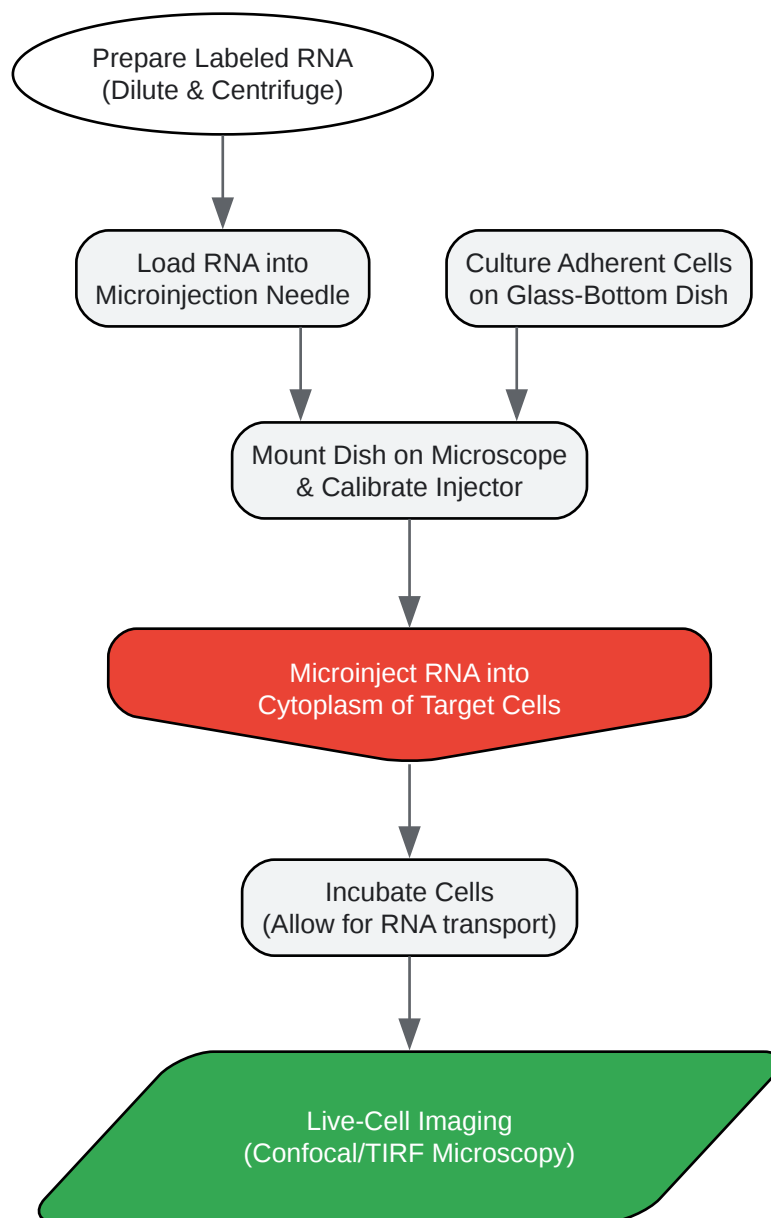 Prepare Labeled RNA
(Dilute & Centrifuge)
Load RNA into
Microinjection Needle
Culture Adherent Cells
on Glass-Bottom Dish
Mount Dish on Microscope
& Calibrate Injector
Microinject RNA into
Cytoplasm of Target Cells
Incubate Cells
(Allow for RNA transport)
Live-Cell Imaging
(Confocal/TIRF Microscopy)